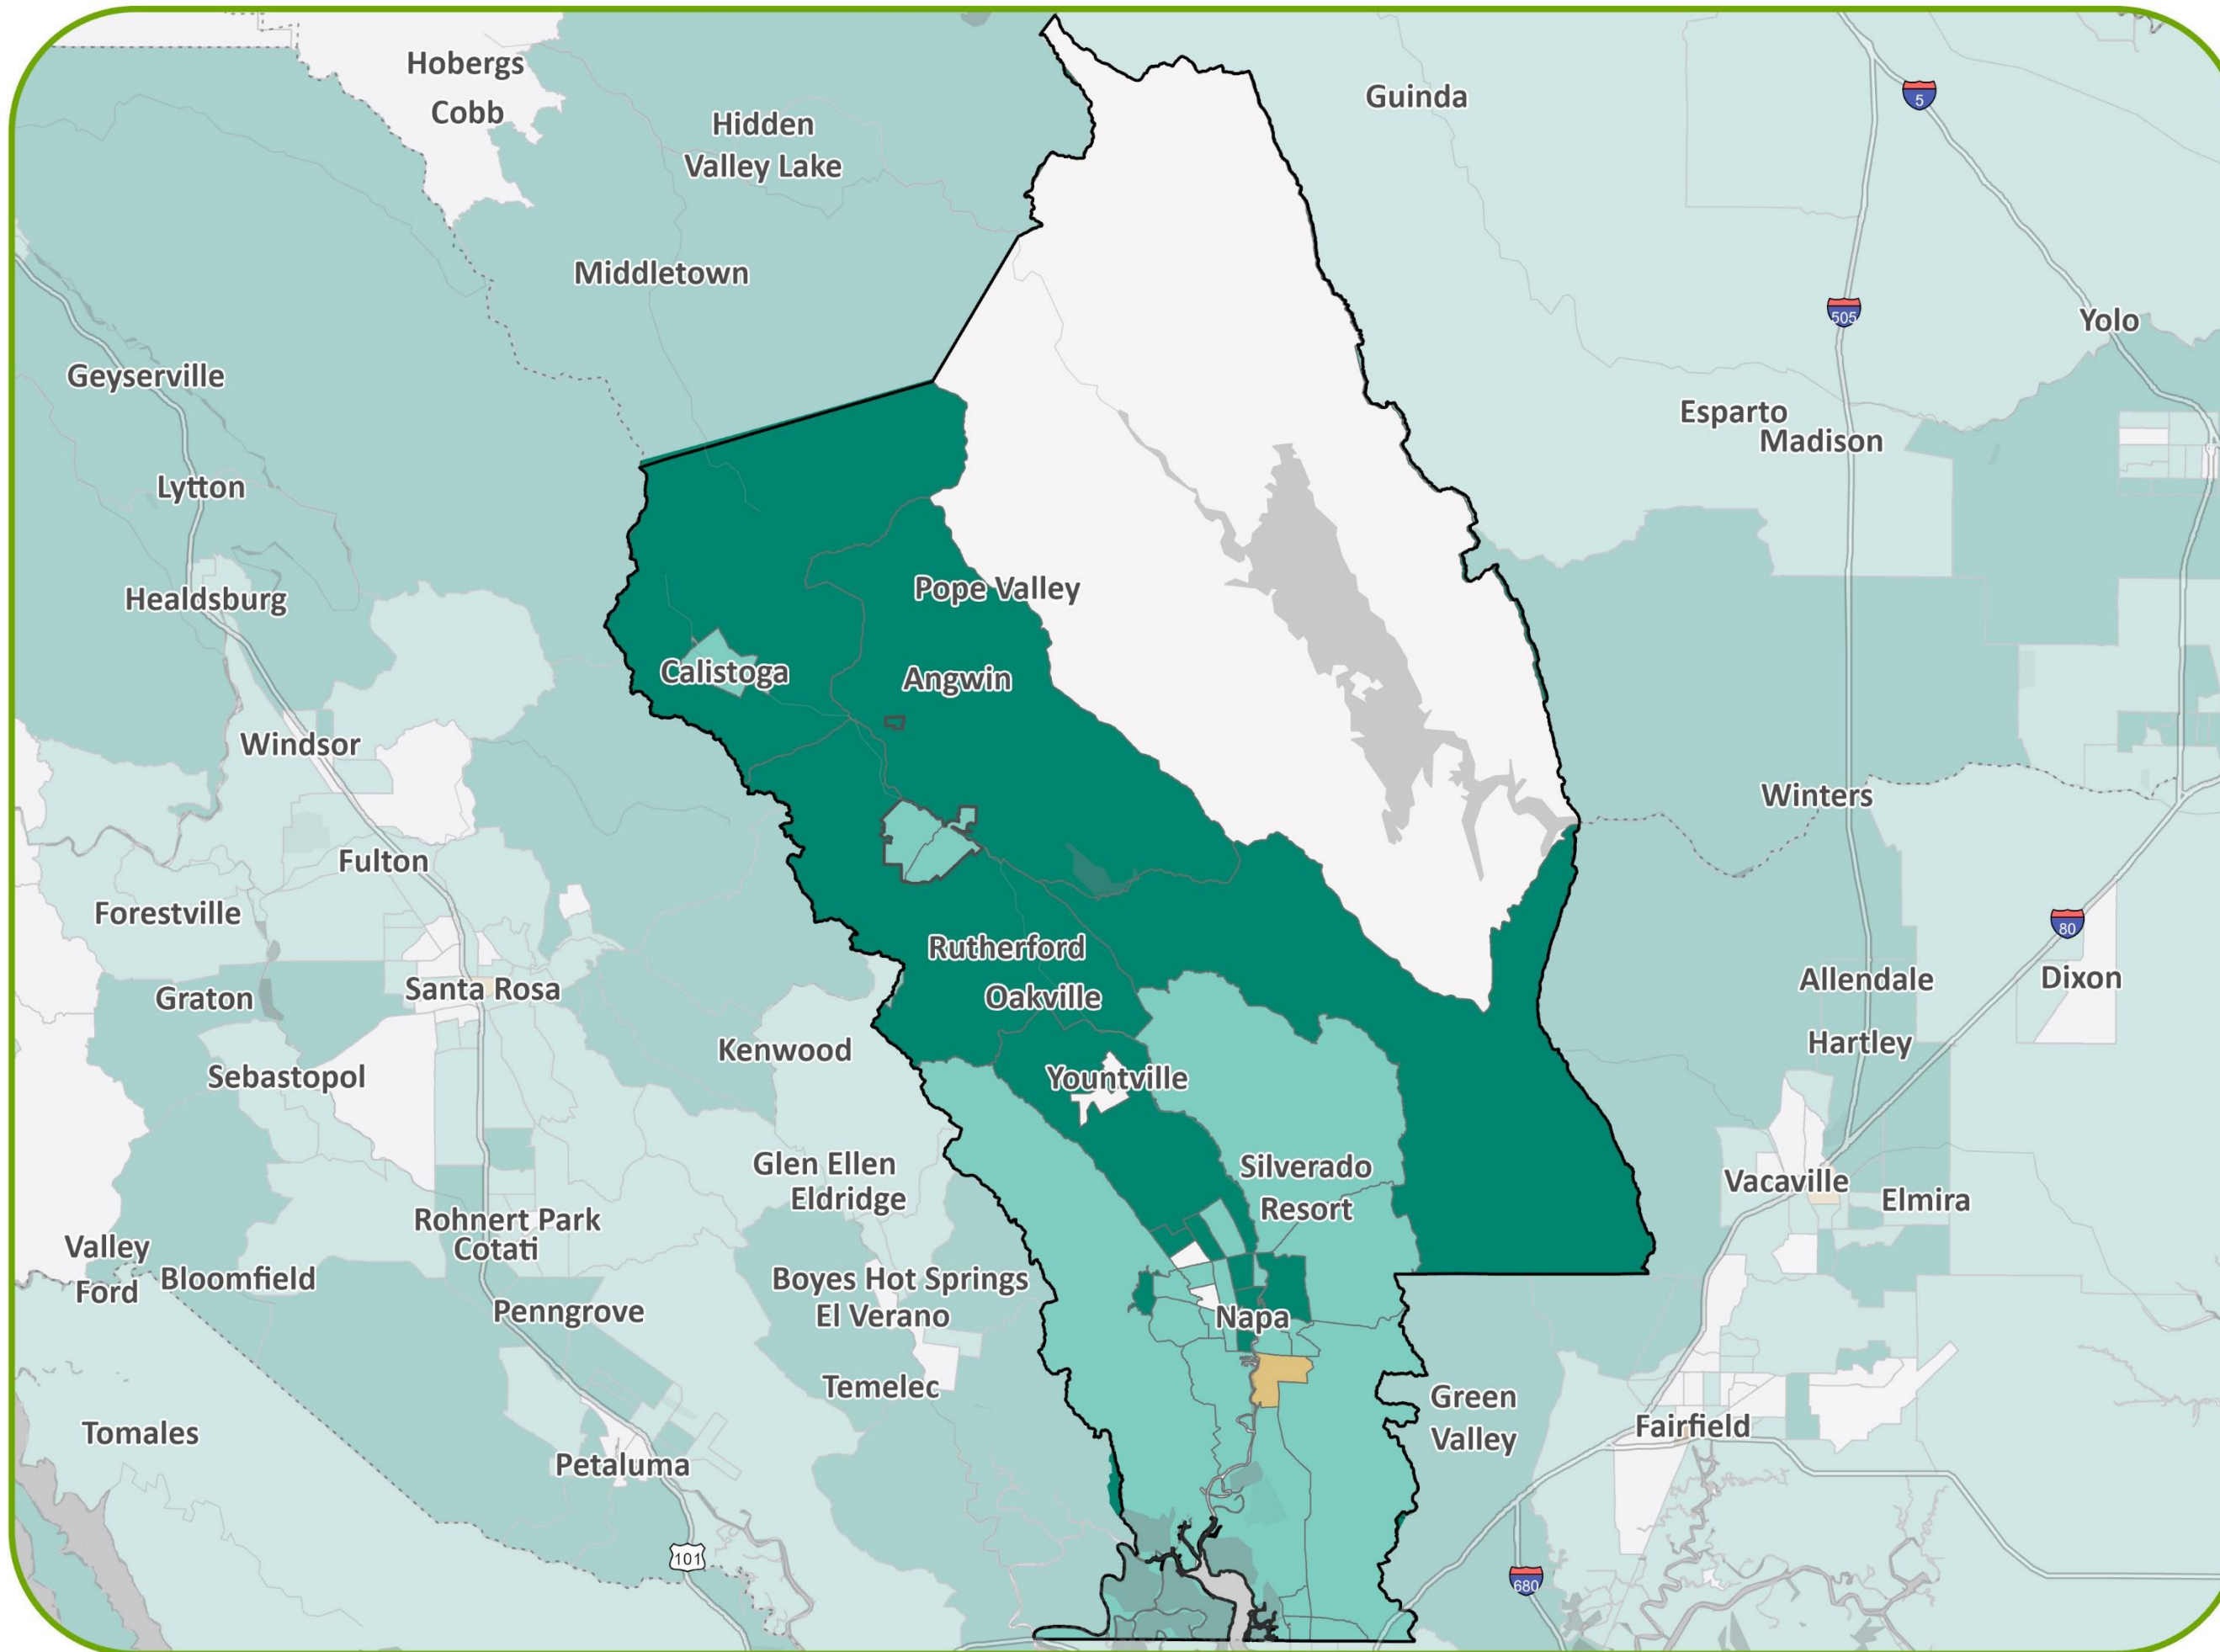 Hobergs
Cobb
Guinda
5
Hidden
Valley Lake
Middletown
505
Yolo
Geyserville
Esparto
Madison
Lytton
Pope Valley
Healdsburg
Calistoga
Angwin
Windsor
Winters
Fulton
Forestville
80
Rutherford
Santa Rosa
Graton
Oakville
Allendale
Dixon
Kenwood
Hartley
Sebastopol
Yountville
Glen Ellen
Eldridge
Silverado
Resort
Vacaville
Elmira
Rohnert Park
Cotati
Valley
Ford
Bloomfield
Boyes Hot Springs
El Verano
Penngrove
Napa
Temelec
Green
Valley
Fairfield
Tomales
Petaluma
101
680